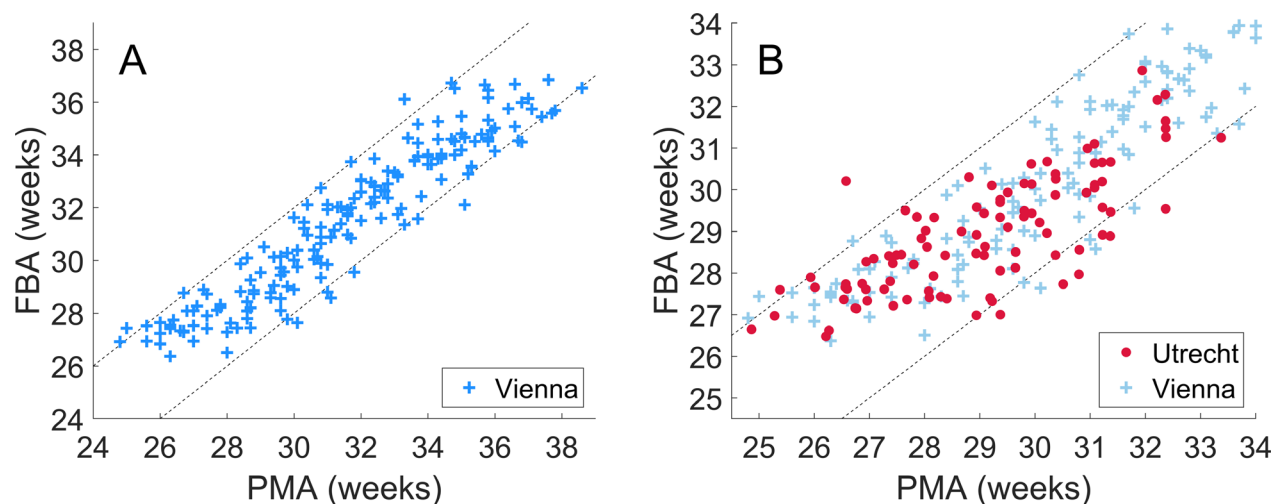 A
FBA (weeks)
38
36
34
32
30
28
26
24
24 26 28 30 32 34 36 38
PMA (weeks)
Vienna
B
FBA (weeks)
34
33
32
31
30
29
28
27
26
25
25 26 27 28 29 30 31 32 33 34
PMA (weeks)
Utrecht
Vienna